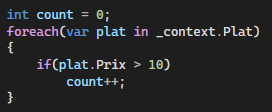 int count = 0;
foreach(var plat in _context.Plat)
{
    if(plat.Prix > 10)
        count++;
}